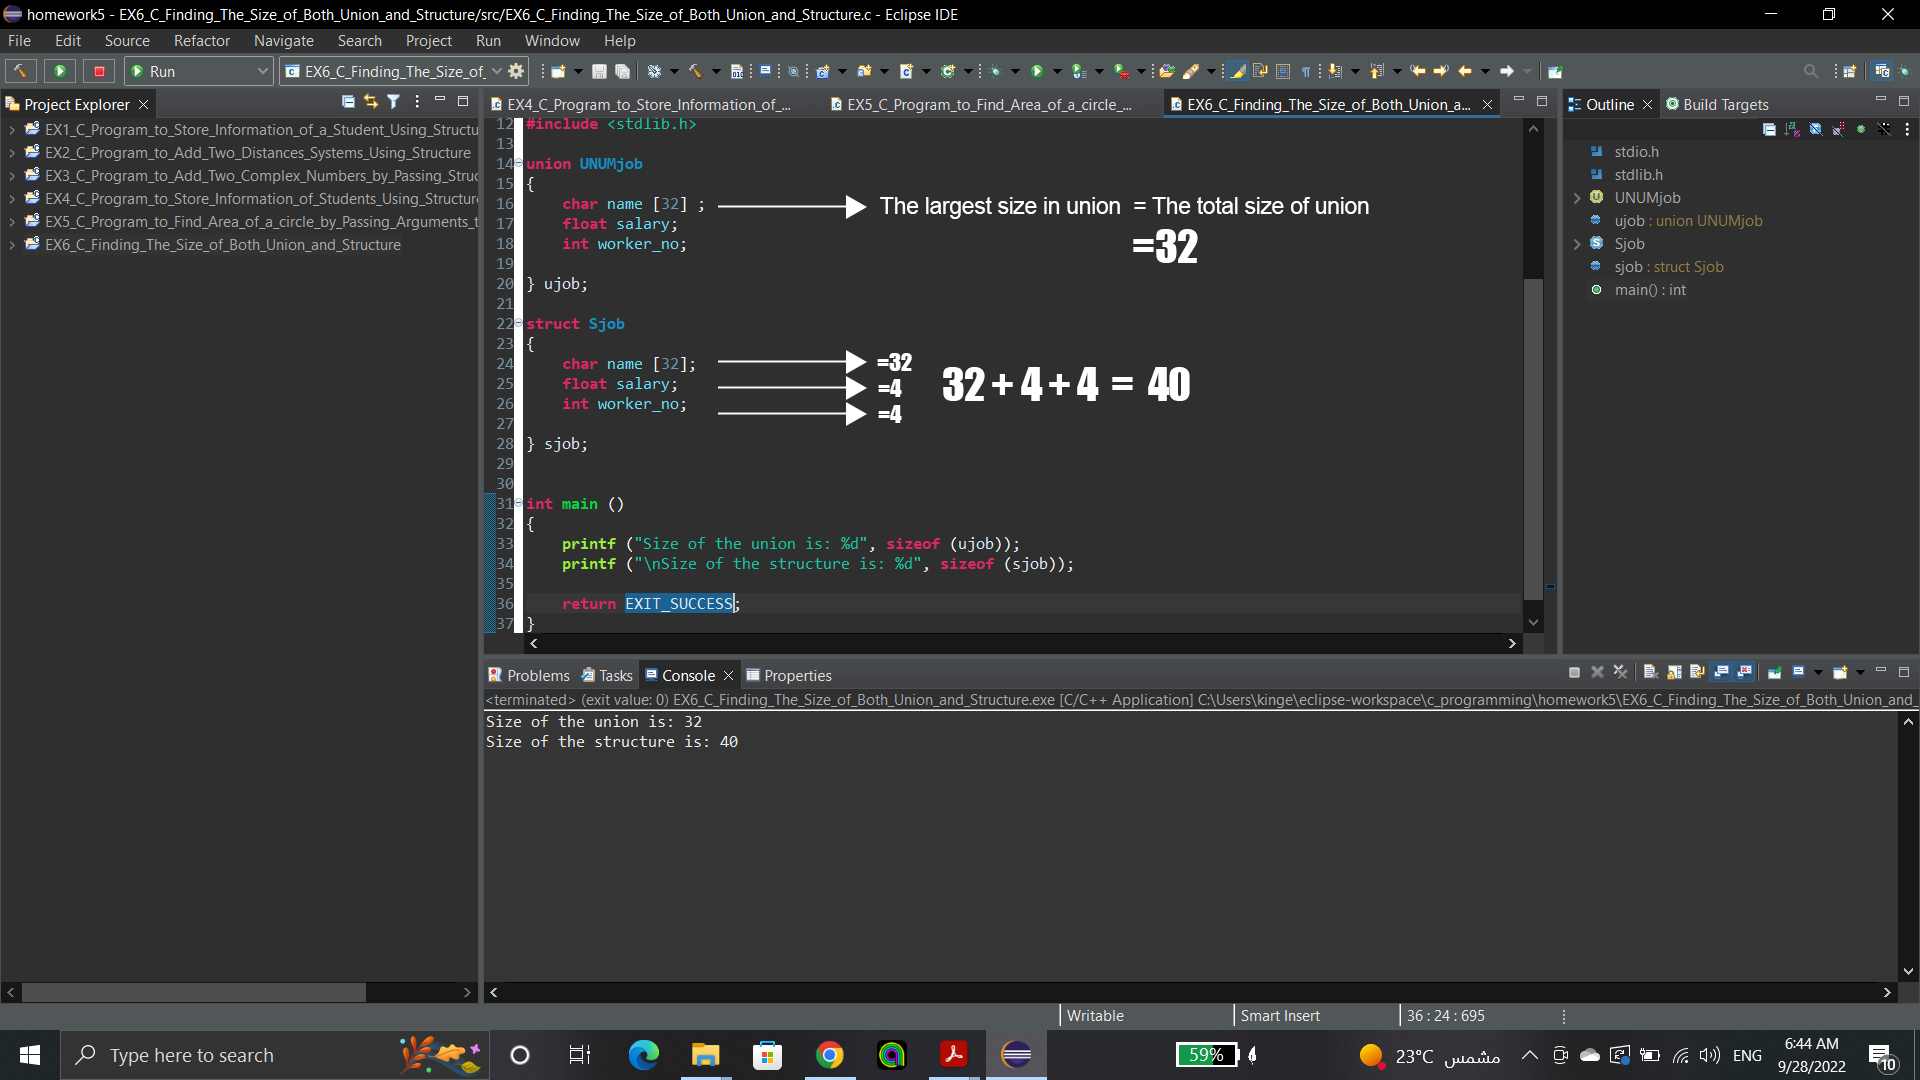 homework5 - EX6_C_Finding_The_Size_of_Both_Union_and_Structure/src/EX6_C_Finding_The_Size_of_Both_Union_and_Structure.c - Eclipse IDE
File Edit Source Refactor Navigate Search Project Run Window Help
Run EX6_C_Finding_The_Size_of_
Project Explorer
EX1_C_Program_to_Store_Information_of_a_Student_Using_Structu
EX2_C_Program_to_Add_Two_Distances_Systems_Using_Structure
EX3_C_Program_to_Add_Two_Complex_Numbers_by_Passing_Struc
EX4_C_Program_to_Store_Information_of_Students_Using_Structure
EX5_C_Program_to_Find_Area_of_a_circle_by_Passing_Arguments_t
EX6_C_Finding_The_Size_of_Both_Union_and_Structure
EX4_C_Program_to_Store_Information_of_... EX5_C_Program_to_Find_Area_of_a_circle_... EX6_C_Finding_The_Size_of_Both_Union_a...
12 #include <stdlib.h>
13
14 union UNUMjob
15 {
16 char name [32] ; The largest size in union = The total size of union
17 float salary;
=32
18 int worker_no;
19
20 } ujob;
21
22 struct Sjob
23 {
24 char name [32]; =32
25 float salary; =4 32 + 4 + 4 = 40
26 int worker_no; =4
27
28 } sjob;
29
30
31 int main ()
32 {
33 printf ("Size of the union is: %d", sizeof (ujob));
34 printf ("\nSize of the structure is: %d", sizeof (sjob));
35
36 return EXIT_SUCCESS;
37 }
Outline Build Targets
stdio.h
stdlib.h
UNUMjob
ujob : union UNUMjob
Sjob
sjob : struct Sjob
main() : int
Problems Tasks Console Properties
<terminated> (exit value: 0) EX6_C_Finding_The_Size_of_Both_Union_and_Structure.exe [C/C++ Application] C:\Users\kinge\eclipse-workspace\c_programming\homework5\EX6_C_Finding_The_Size_of_Both_Union_and_
Size of the union is: 32
Size of the structure is: 40
Writable Smart Insert 36 : 24 : 695
Type here to search
59%
23°C مشمس
ENG
6:44 AM
9/28/2022
10